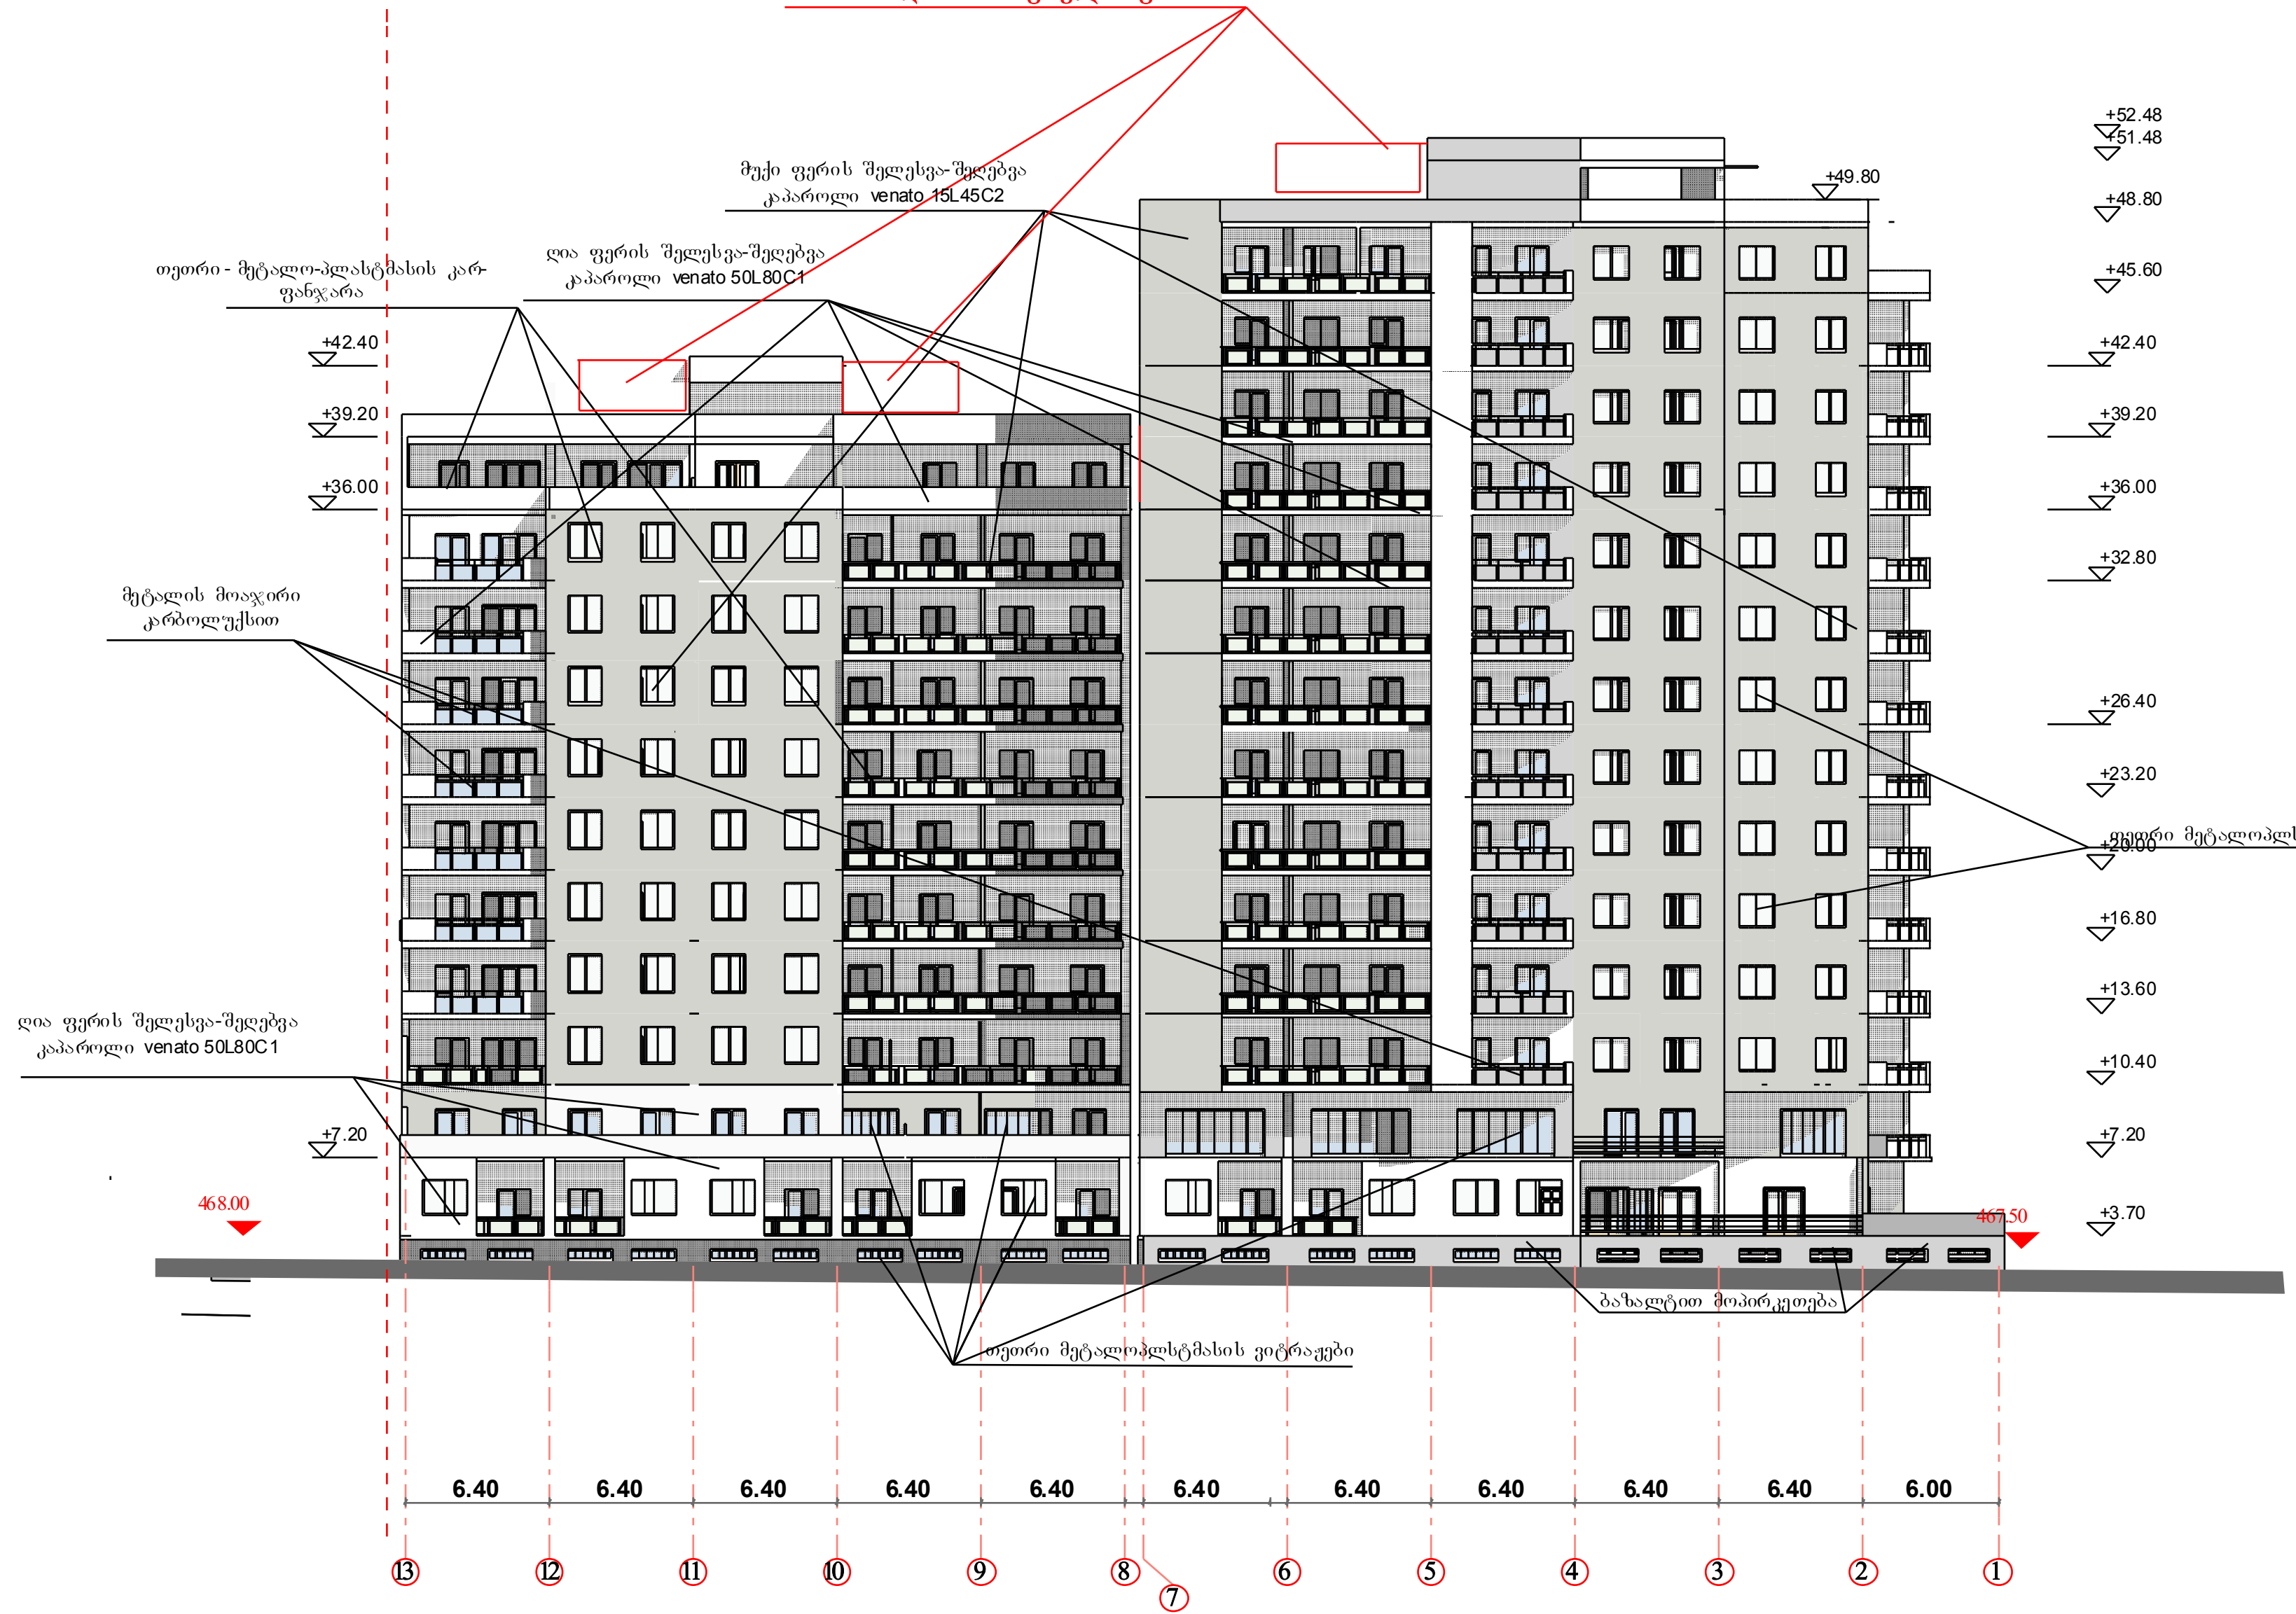 +52.48
+51.48
მუქი ფერის შელესვა-შეღებვა
კაპაროლი venato 15L45C2
+49.80
+48.80
ღია ფერის შელესვა-შეღებვა
კაპაროლი venato 50L80C1
თეთრი - მეტალო-პლასტმასის კარ-
ფანჯარა
+45.60
+42.40
+42.40
+39.20
+39.20
+36.00
+36.00
+32.80
მეტალის მოაჯირი
კარბოლუქსით
+26.40
+23.20
თეთრი
+20.00
+16.80
+13.60
ღია ფერის შელესვა-შეღებვა
კაპაროლი venato 50L80C1
+10.40
+7.20
+7.20
468.00
467.50
+3.70
ბაზალტით მოპირკეთება
თეთრი მეტალოპლსტმასის ვიტრაჟები
6.40 6.40 6.40 6.40 6.40 6.40 6.40 6.40 6.40 6.40 6.00
13 12 11 10 9 8 7 6 5 4 3 2 1